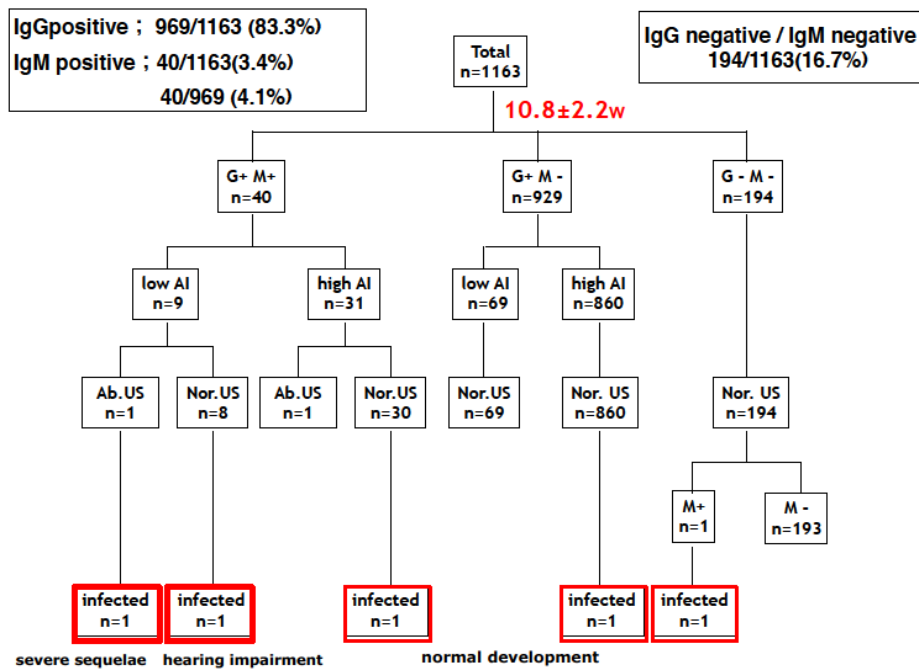 IgGpositive ; 969/1163 (83.3%)
IgM positive ; 40/1163(3.4%)
40/969 (4.1%)
IgG negative / IgM negative
194/1163(16.7%)
Total
n=1163
10.8±2.2w
G+ M+
n=40
G+ M -
n=929
G - M -
n=194
low AI
n=9
high AI
n=31
low AI
n=69
high AI
n=860
Ab.US
n=1
Nor.US
n=8
Ab.US
n=1
Nor.US
n=30
Nor.US
n=69
Nor. US
n=860
Nor. US
n=194
M+
n=1
M -
n=193
infected
n=1
infected
n=1
infected
n=1
infected
n=1
infected
n=1
severe sequelae
hearing impairment
normal development